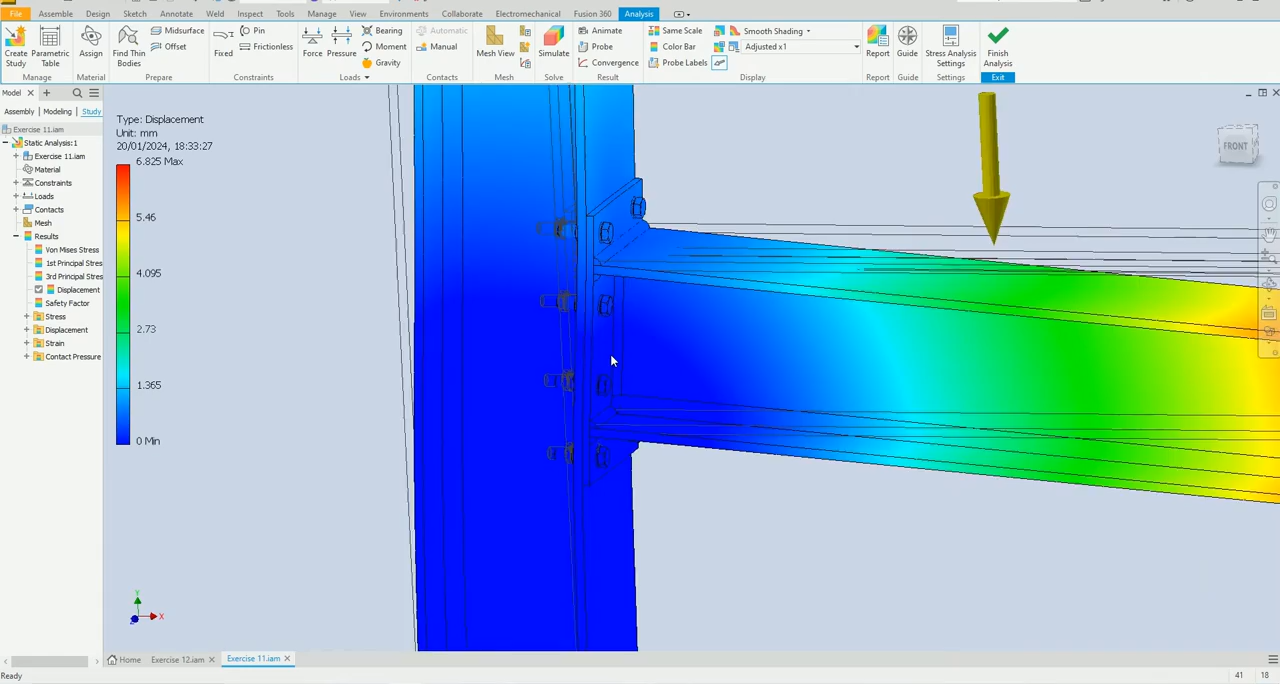 File Assemble Design Sketch Annotate Weld Inspect Tools Manage View Environments Collaborate Electromechanical Fusion 360 Analysis
Create Study
Parametric Table
Manage
Assign
Material
Find Thin Bodies
Midsurface
Offset
Prepare
Fixed
Pin
Frictionless
Constraints
Force
Pressure
Bearing
Moment
Gravity
Loads
Automatic
Manual
Contacts
Mesh View
Mesh
Simulate
Solve
Animate
Probe
Convergence
Result
Same Scale
Color Bar
Probe Labels
Smooth Shading
Adjusted x1
Display
Report
Report
Guide
Guide
Stress Analysis Settings
Settings
Finish Analysis
Exit
Model
Assembly Modeling Study
Exercise 11.iam
Static Analysis:1
Exercise 11.iam
Material
Constraints
Loads
Contacts
Mesh
Results
Von Mises Stress
1st Principal Stres
3rd Principal Stres
Displacement
Safety Factor
Stress
Displacement
Strain
Contact Pressure
Type: Displacement
Unit: mm
20/01/2024, 18:33:27
6.825 Max
5.46
4.095
2.73
1.365
0 Min
FRONT
Y
X
Z
Home Exercise 12.iam Exercise 11.iam
Ready
41 18